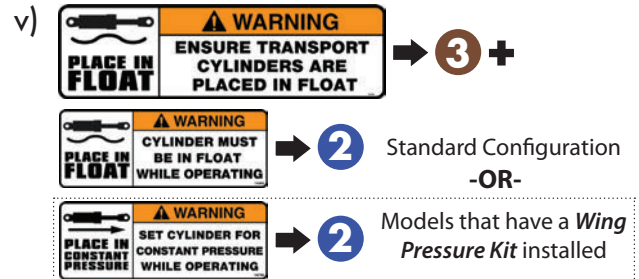 v)
PLACE IN
FLOAT
WARNING
ENSURE TRANSPORT
CYLINDERS ARE
PLACED IN FLOAT
3 +
PLACE IN
FLOAT
WARNING
CYLINDER MUST
BE IN FLOAT
WHILE OPERATING
2
Standard Configuration
-OR-
PLACE IN
CONSTANT
PRESSURE
WARNING
SET CYLINDER FOR
CONSTANT PRESSURE
WHILE OPERATING
2
Models that have a Wing
Pressure Kit installed